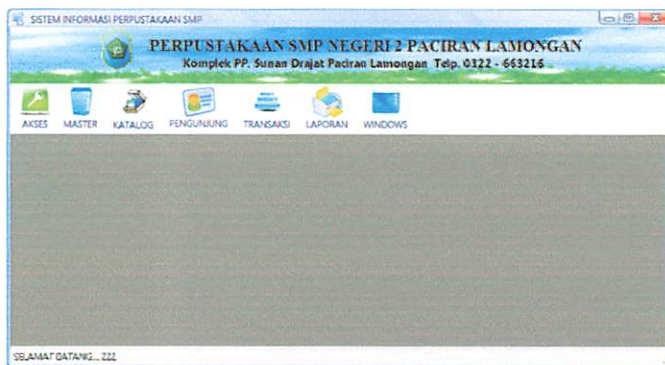 SISTEM INFORMASI PERPUSTAKAAN SMP
PERPUSTAKAAN SMP NEGERI 2 PACIRAN LAMONGAN
Komplek PP. Sunan Drajat Paciran Lamongan Telp. 0322 - 663216
AKSES MASTER KATALOG PENGUNJUNG TRANSAKSI LAPORAN WINDOWS
SELAMAT DATANG... zzz